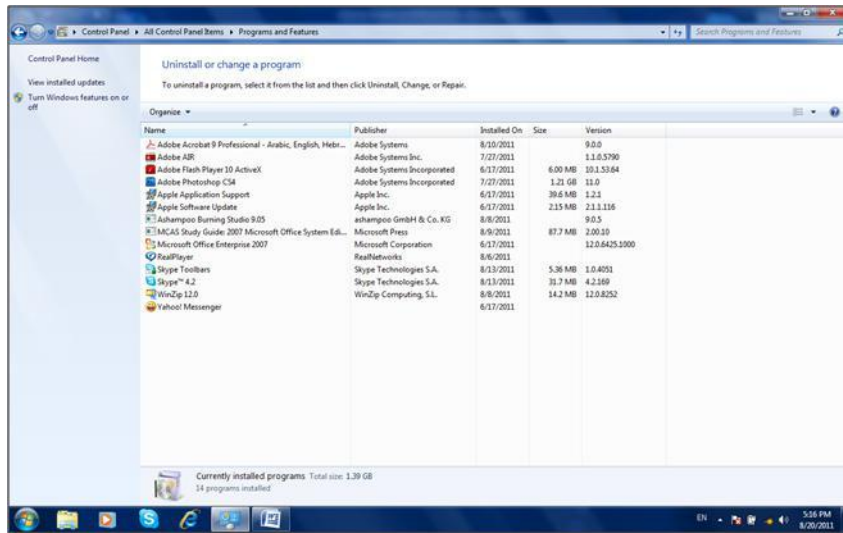 Control Panel ▸ All Control Panel Items ▸ Programs and Features
Search Programs and Features
Control Panel Home
View installed updates
Turn Windows features on or
off
Uninstall or change a program
To uninstall a program, select it from the list and then click Uninstall, Change, or Repair.
Organize
Name Publisher Installed On Size Version
Adobe Acrobat 9 Professional - Arabic, English, Hebr... Adobe Systems 8/10/2011 9.0.0
Adobe AIR Adobe Systems Inc. 7/27/2011 1.1.0.5790
Adobe Flash Player 10 ActiveX Adobe Systems Incorporated 6/17/2011 6.00 MB 10.1.53.64
Adobe Photoshop CS4 Adobe Systems Incorporated 7/27/2011 1.21 GB 11.0
Apple Application Support Apple Inc. 6/17/2011 39.6 MB 1.2.1
Apple Software Update Apple Inc. 6/17/2011 2.15 MB 2.1.1.116
Ashampoo Burning Studio 9.05 ashampoo GmbH & Co. KG 8/8/2011 9.0.5
MCAS Study Guide: 2007 Microsoft Office System Edi... Microsoft Press 8/9/2011 87.7 MB 2.00.10
Microsoft Office Enterprise 2007 Microsoft Corporation 6/17/2011 12.0.6425.1000
RealPlayer RealNetworks 8/6/2011
Skype Toolbars Skype Technologies S.A. 8/13/2011 5.36 MB 1.0.4051
Skype™ 4.2 Skype Technologies S.A. 8/13/2011 31.7 MB 4.2.169
WinZip 12.0 WinZip Computing, S.L. 8/8/2011 14.2 MB 12.0.8252
Yahoo! Messenger 6/17/2011
Currently installed programs Total size: 1.39 GB
14 programs installed
EN 5:16 PM
8/20/2011